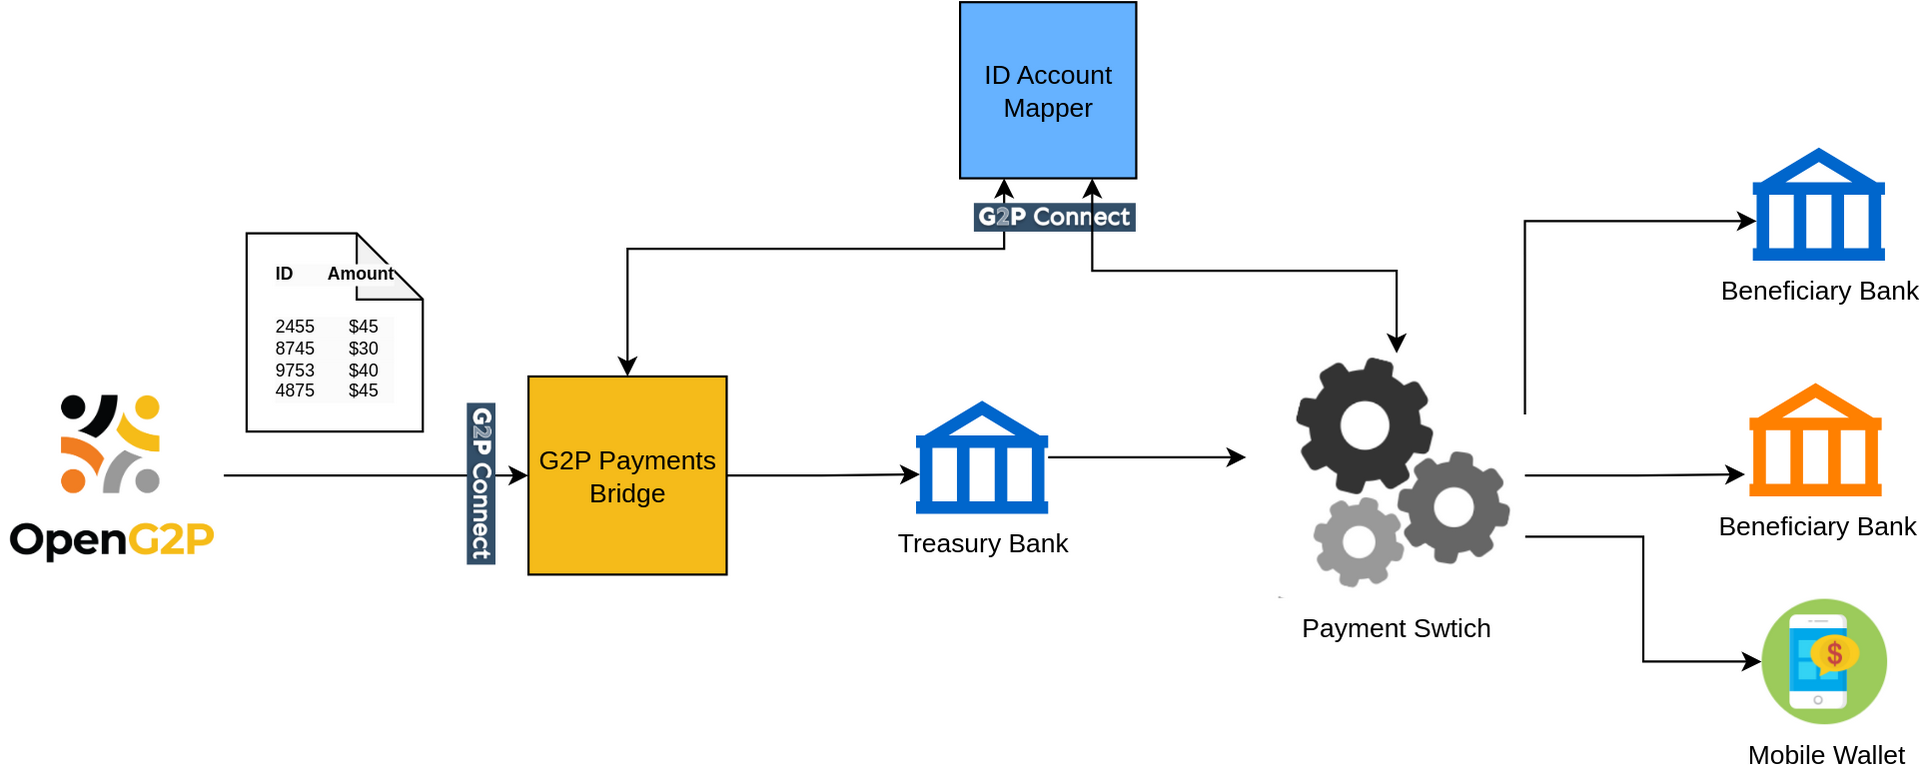 ID Account
Mapper
G2P Connect
ID Amount
2455 $45
8745 $30
9753 $40
4875 $45
OpenG2P
G2P Connect
G2P Payments
Bridge
Treasury Bank
Payment Swtich
Beneficiary Bank
Beneficiary Bank
$
Mobile Wallet